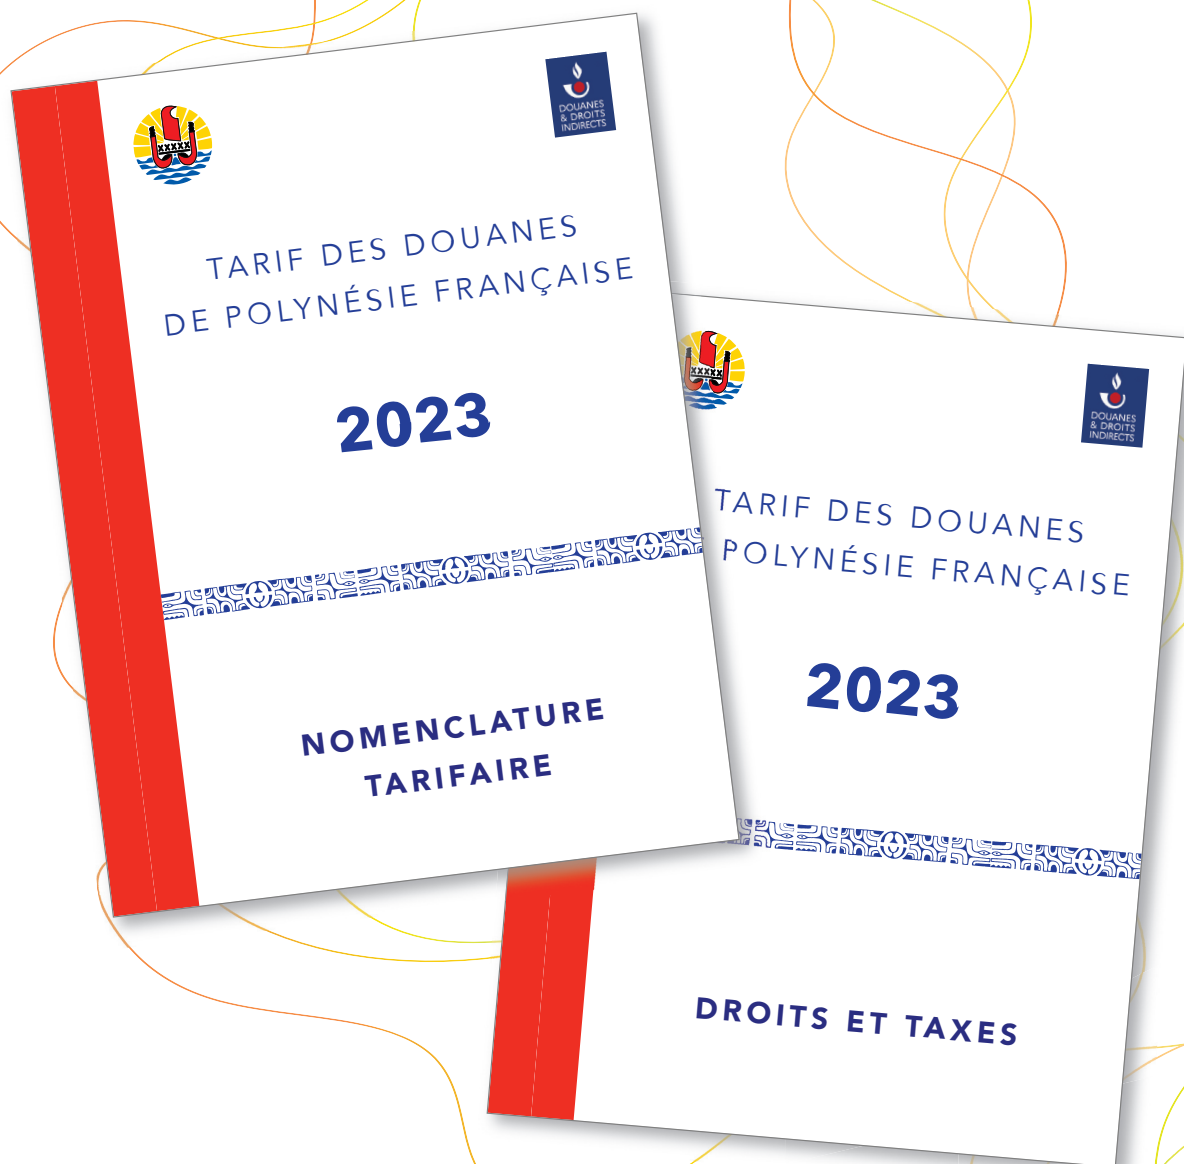 DOUANES
& DROITS
INDIRECTS
TARIF DES DOUANES
DE POLYNÉSIE FRANÇAISE
2023
NOMENCLATURE
TARIFAIRE
DOUANES
& DROITS
INDIRECTS
TARIF DES DOUANES
POLYNÉSIE FRANÇAISE
2023
DROITS ET TAXES